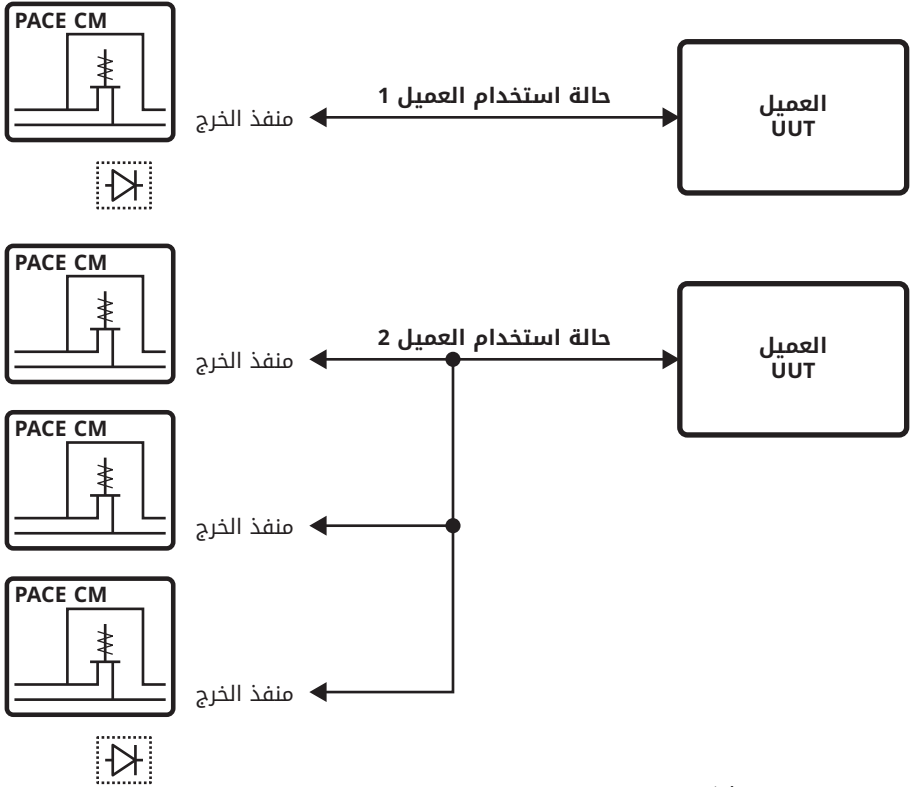 PACE CM
حالة استخدام العميل 1
منفذ الخرج
العميل
UUT
PACE CM
حالة استخدام العميل 2
منفذ الخرج
العميل
UUT
PACE CM
منفذ الخرج
PACE CM
منفذ الخرج